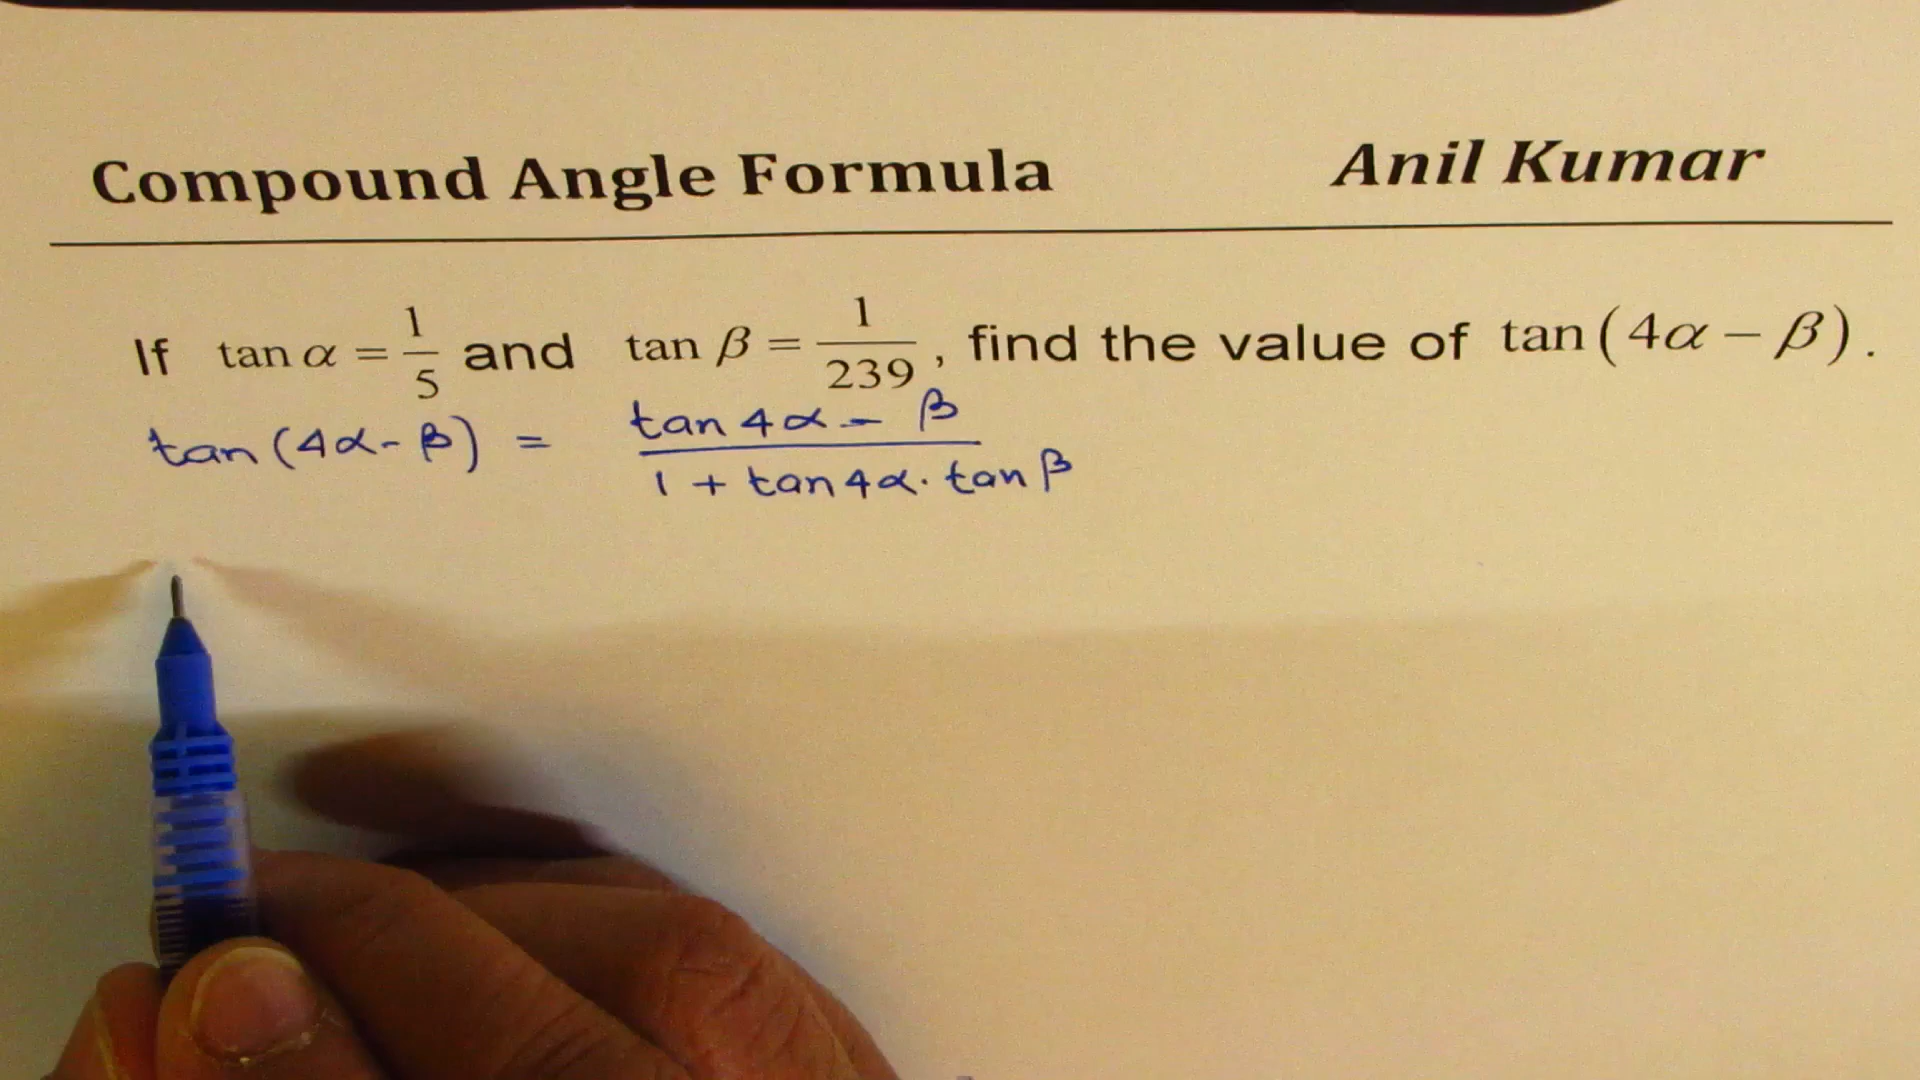 Compound Angle Formula Anil Kumar
If tan α = 1/5 and tan β = 1/239, find the value of tan(4α − β).
tan (4α - β) = (tan 4α - β)/(1 + tan 4α · tan β)